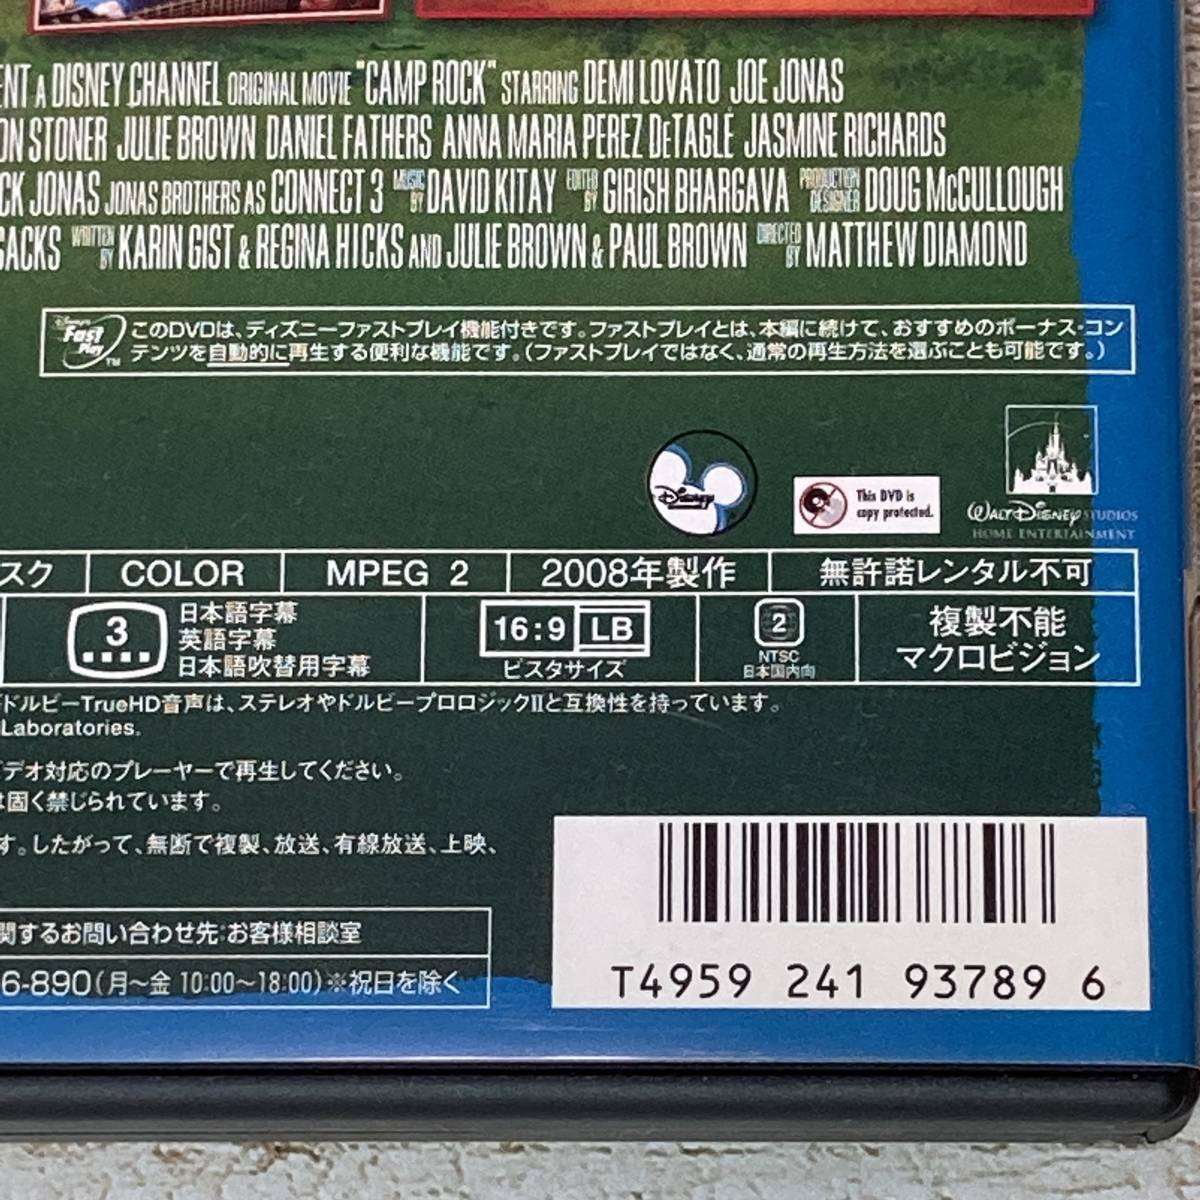 ENT A DISNEY CHANNEL ORIGINAL MOVIE "CAMP ROCK" STARRING DEMI LOVATO JOE JONAS
ON STONER JULIE BROWN DANIEL FATHERS ANNA MARIA PEREZ DETAGLÉ JASMINE RICHARDS
CK JONAS JONAS BROTHERS AS CONNECT 3 MUSIC BY DAVID KITAY EDITED BY GIRISH BHARGAVA PRODUCTION DESIGNER DOUG McCULLOUGH
SACKS WRITTEN BY KARIN GIST & REGINA HICKS AND JULIE BROWN & PAUL BROWN DIRECTED BY MATTHEW DIAMOND
Disney's Fast Play TM
このDVDは、ディズニーファストプレイ機能付きです。ファストプレイとは、本編に続けて、おすすめのボーナス・コン
テンツを自動的に再生する便利な機能です。(ファストプレイではなく、通常の再生方法を選ぶことも可能です。)
Disney
This DVD is
copy protected.
WALT DISNEY STUDIOS
HOME ENTERTAINMENT
スク COLOR MPEG 2 2008年製作 無許諾レンタル不可
3
日本語字幕
英語字幕
日本語吹替用字幕
16:9 LB
ビスタサイズ
2
NTSC
日本国内向
複製不能
マクロビジョン
ドルビーTrueHD音声は、ステレオやドルビープロロジックIIと互換性を持っています。
Laboratories.
デオ対応のプレーヤーで再生してください。
は固く禁じられています。
す。したがって、無断で複製、放送、有線放送、上映、
関するお問い合わせ先:お客様相談室
6-890(月〜金 10:00〜18:00)※祝日を除く
T4959 241 93789 6